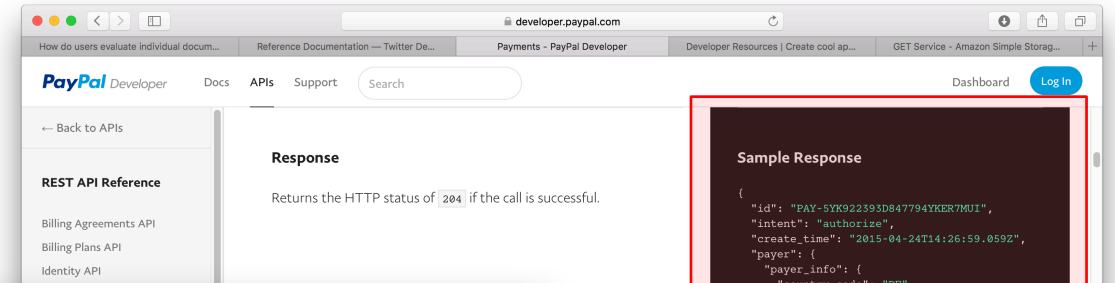 developer.paypal.com
How do users evaluate individual docum...
Reference Documentation — Twitter De...
Payments - PayPal Developer
Developer Resources | Create cool ap...
GET Service - Amazon Simple Storag...
PayPal Developer
Docs
APIs
Support
Search
Dashboard
Log In
← Back to APIs
REST API Reference
Billing Agreements API
Billing Plans API
Identity API
Response
Returns the HTTP status of 204 if the call is successful.
Sample Response
{
"id": "PAY-5YK922393D847794YKER7MUI",
"intent": "authorize",
"create_time": "2015-04-24T14:26:59.059Z",
"payer": {
"payer_info": {